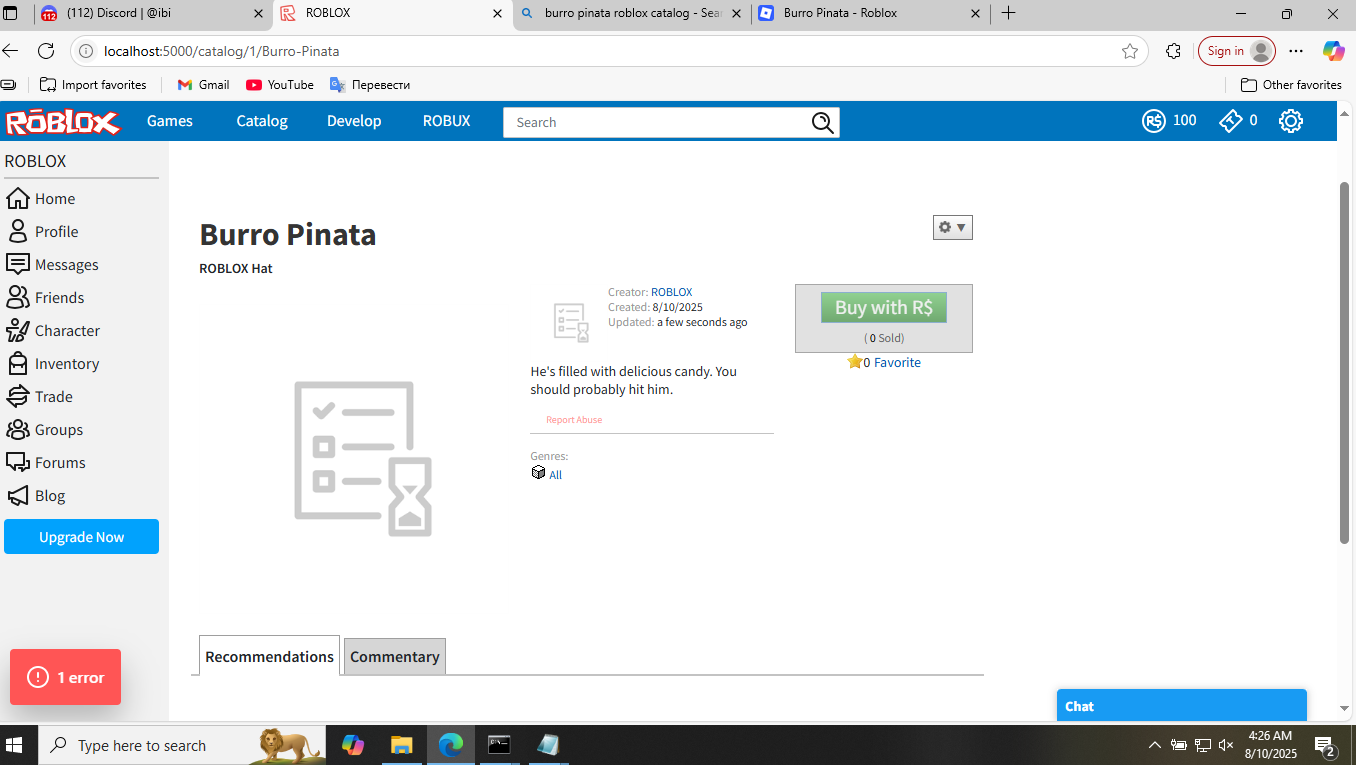 (112) Discord | @ibi
ROBLOX
burro pinata roblox catalog - Sear
Burro Pinata - Roblox
localhost:5000/catalog/1/Burro-Pinata
Sign in
Import favorites
Gmail
YouTube
Перевести
Other favorites
ROBLOX
Games
Catalog
Develop
ROBUX
Search
R$ 100
0
ROBLOX
Home
Profile
Messages
Friends
Character
Inventory
Trade
Groups
Forums
Blog
Upgrade Now
Burro Pinata
ROBLOX Hat
Creator: ROBLOX
Created: 8/10/2025
Updated: a few seconds ago
He's filled with delicious candy. You
should probably hit him.
Report Abuse
Genres:
All
Buy with R$
( 0 Sold)
0 Favorite
Recommendations
Commentary
1 error
Chat
Type here to search
4:26 AM
8/10/2025
2